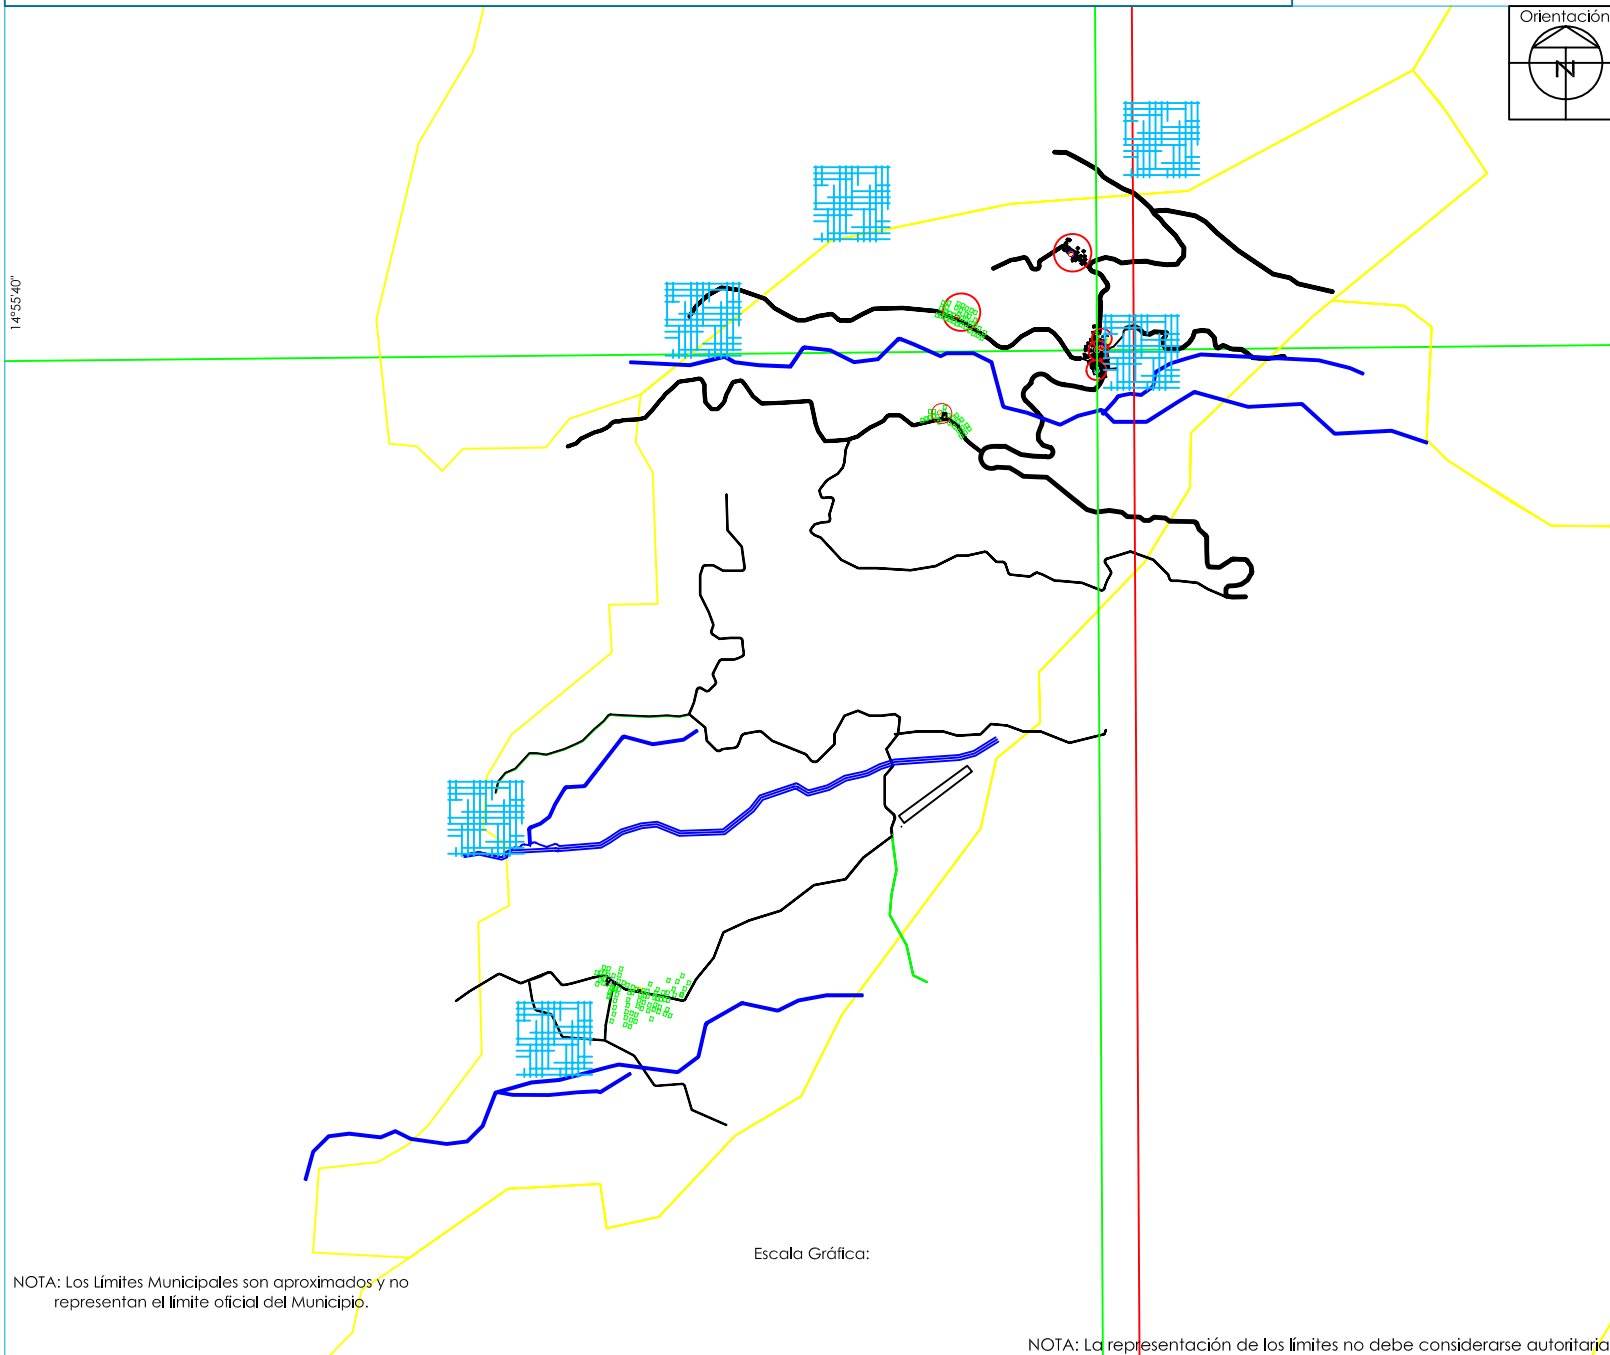 Orientación
N
14°55'40"
Escala Gráfica:
NOTA: Los Límites Municipales son aproximados y no
representan el límite oficial del Municipio.
NOTA: La representación de los límites no debe considerarse autoritaria